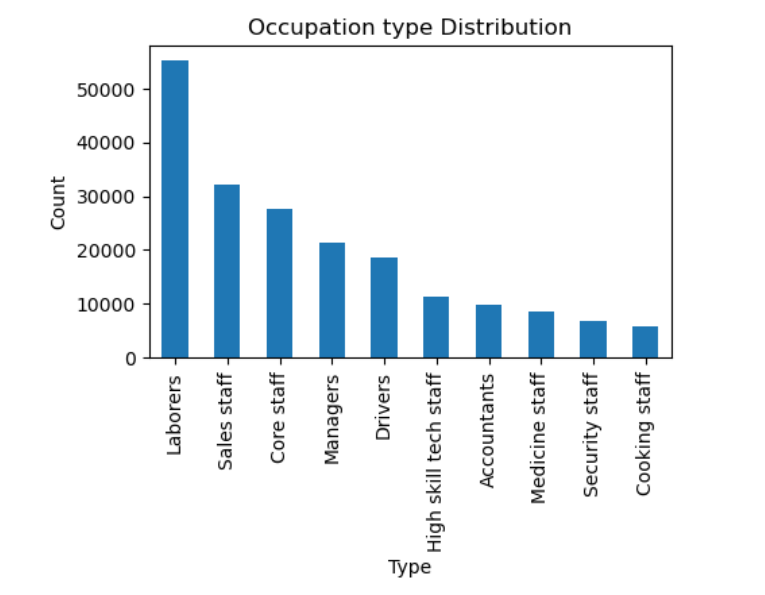 Occupation type Distribution
Count
50000
40000
30000
20000
10000
0
Laborers
Sales staff
Core staff
Managers
Drivers
High skill tech staff
Accountants
Medicine staff
Security staff
Cooking staff
Type